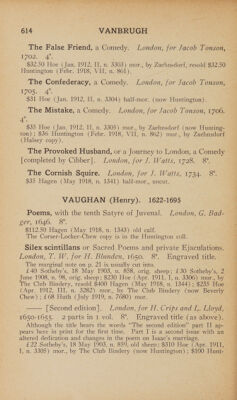 614 VANBRUGH
The False Friend, a Comedy. London, for Jacob Tonson,
1702. 4°.
$32.50 Hoe (Jan. 1912, II, n. 3303) mor., by Zaehnsdorf, resold $32.50
Huntington (Febr. 1918, VII, n. 861).
The Confederacy, a Comedy. London, for Jacob Tonson,
1705. 4°.
$31 Hoe (Jan. 1912, II, n. 3304) half-mor. (now Huntington).
The Mistake, a Comedy. London, for Jacob Tonson, 1706.
4°.
$35 Hoe (Jan. 1912, II, n. 3305) mor., by Zaehnsdorf (now Hunting-
ton); $36 Huntington (Febr. 1918, VII, n. 862) mor., by Zaehnsdorf
(Halsey copy).
The Provoked Husband, or a Journey to London, a Comedy
[completed by Cibber]. London, for J. Watts, 1728. 8°.
The Cornish Squire. London, for J. Watts, 1734. 8°.
$35 Hagen (May 1918, n. 1341) half-mor., uncut.
VAUGHAN (Henry). 1622-1695
Poems, with the tenth Satyre of Juvenal. London, G. Bad-
ger, 1646. 8°.
$112.50 Hagen (May 1918, n. 1343) old calf.
The Corser-Locker-Chew copy is in the Huntington coll.
Silex scintillans or Sacred Poems and private Ejaculations.
London, T. W. for H. Blunden, 1650. 8°. Engraved title.
The marginal note on p. 21 is usually cut into.
£40 Sotheby's, 18 May 1903, n. 858, orig. sheep; £30 Sotheby's, 2
June 1908, n. 98, orig. sheep; $230 Hoe (Apr. 1911, I, n. 3306) mor., by
The Club Bindery, resold $400 Hagen (May 1918, n. 1344); $235 Hoe
(Apr. 1912, III, n. 3282) mor., by The Club Bindery (now Beverly
Chew); £68 Huth (July 1919, n. 7680) mor.
—— [Second edition]. London, for H. Crips and L. Lloyd,
1650-1655. 2 parts in 1 vol. 8°. Engraved title (as above).
Although the title bears the words "The second edition" part II ap-
pears here in print for the first time. Part I is a second issue with an
altered dedication and changes in the poem on Isaac's marriage.
£22 Sotheby's, 18 May 1903, n. 859, old sheep; $310 Hoe (Apr. 1911,
I, n. 3305) mor., by The Club Bindery (now Huntington); $190 Hunt-